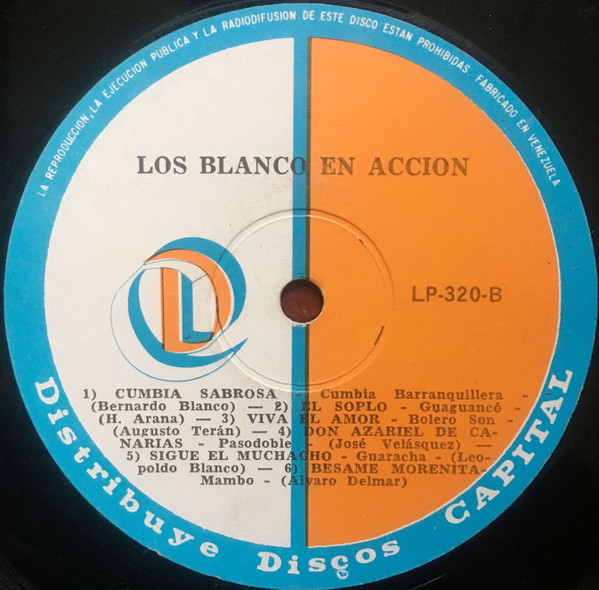 LA REPRODUCCION, LA EJECUCION PUBLICA Y LA RADIODIFUSION DE ESTE DISCO ESTAN PROHIBIDAS. FABRICADO EN VENEZUELA
LOS BLANCO EN ACCION
LP-320-B
1) CUMBIA SABROSA - Cumbia Barranquillera -
(Bernardo Blanco) — 2) EL SOPLO - Guaguancó
(H. Arana) — 3) VIVA EL AMOR - Bolero Son -
(Augusto Terán) — 4) DON AZARIEL DE CA-
NARIAS - Pasodoble - (José Velásquez) —
5) SIGUE EL MUCHACHO - Guaracha - (Leo-
poldo Blanco) — 6) BESAME MORENITA-
Mambo - (Alvaro Delmar)
Distribuye Discos CAPITAL